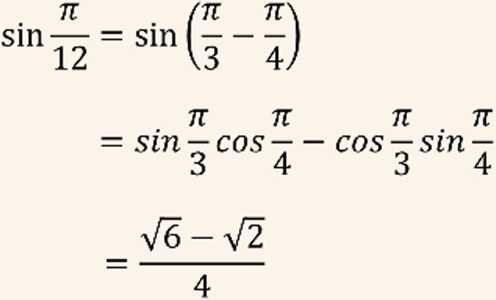 sin π/12 = sin (π/3 − π/4)
= sin π/3 cos π/4 − cos π/3 sin π/4
= (√6 − √2)/4